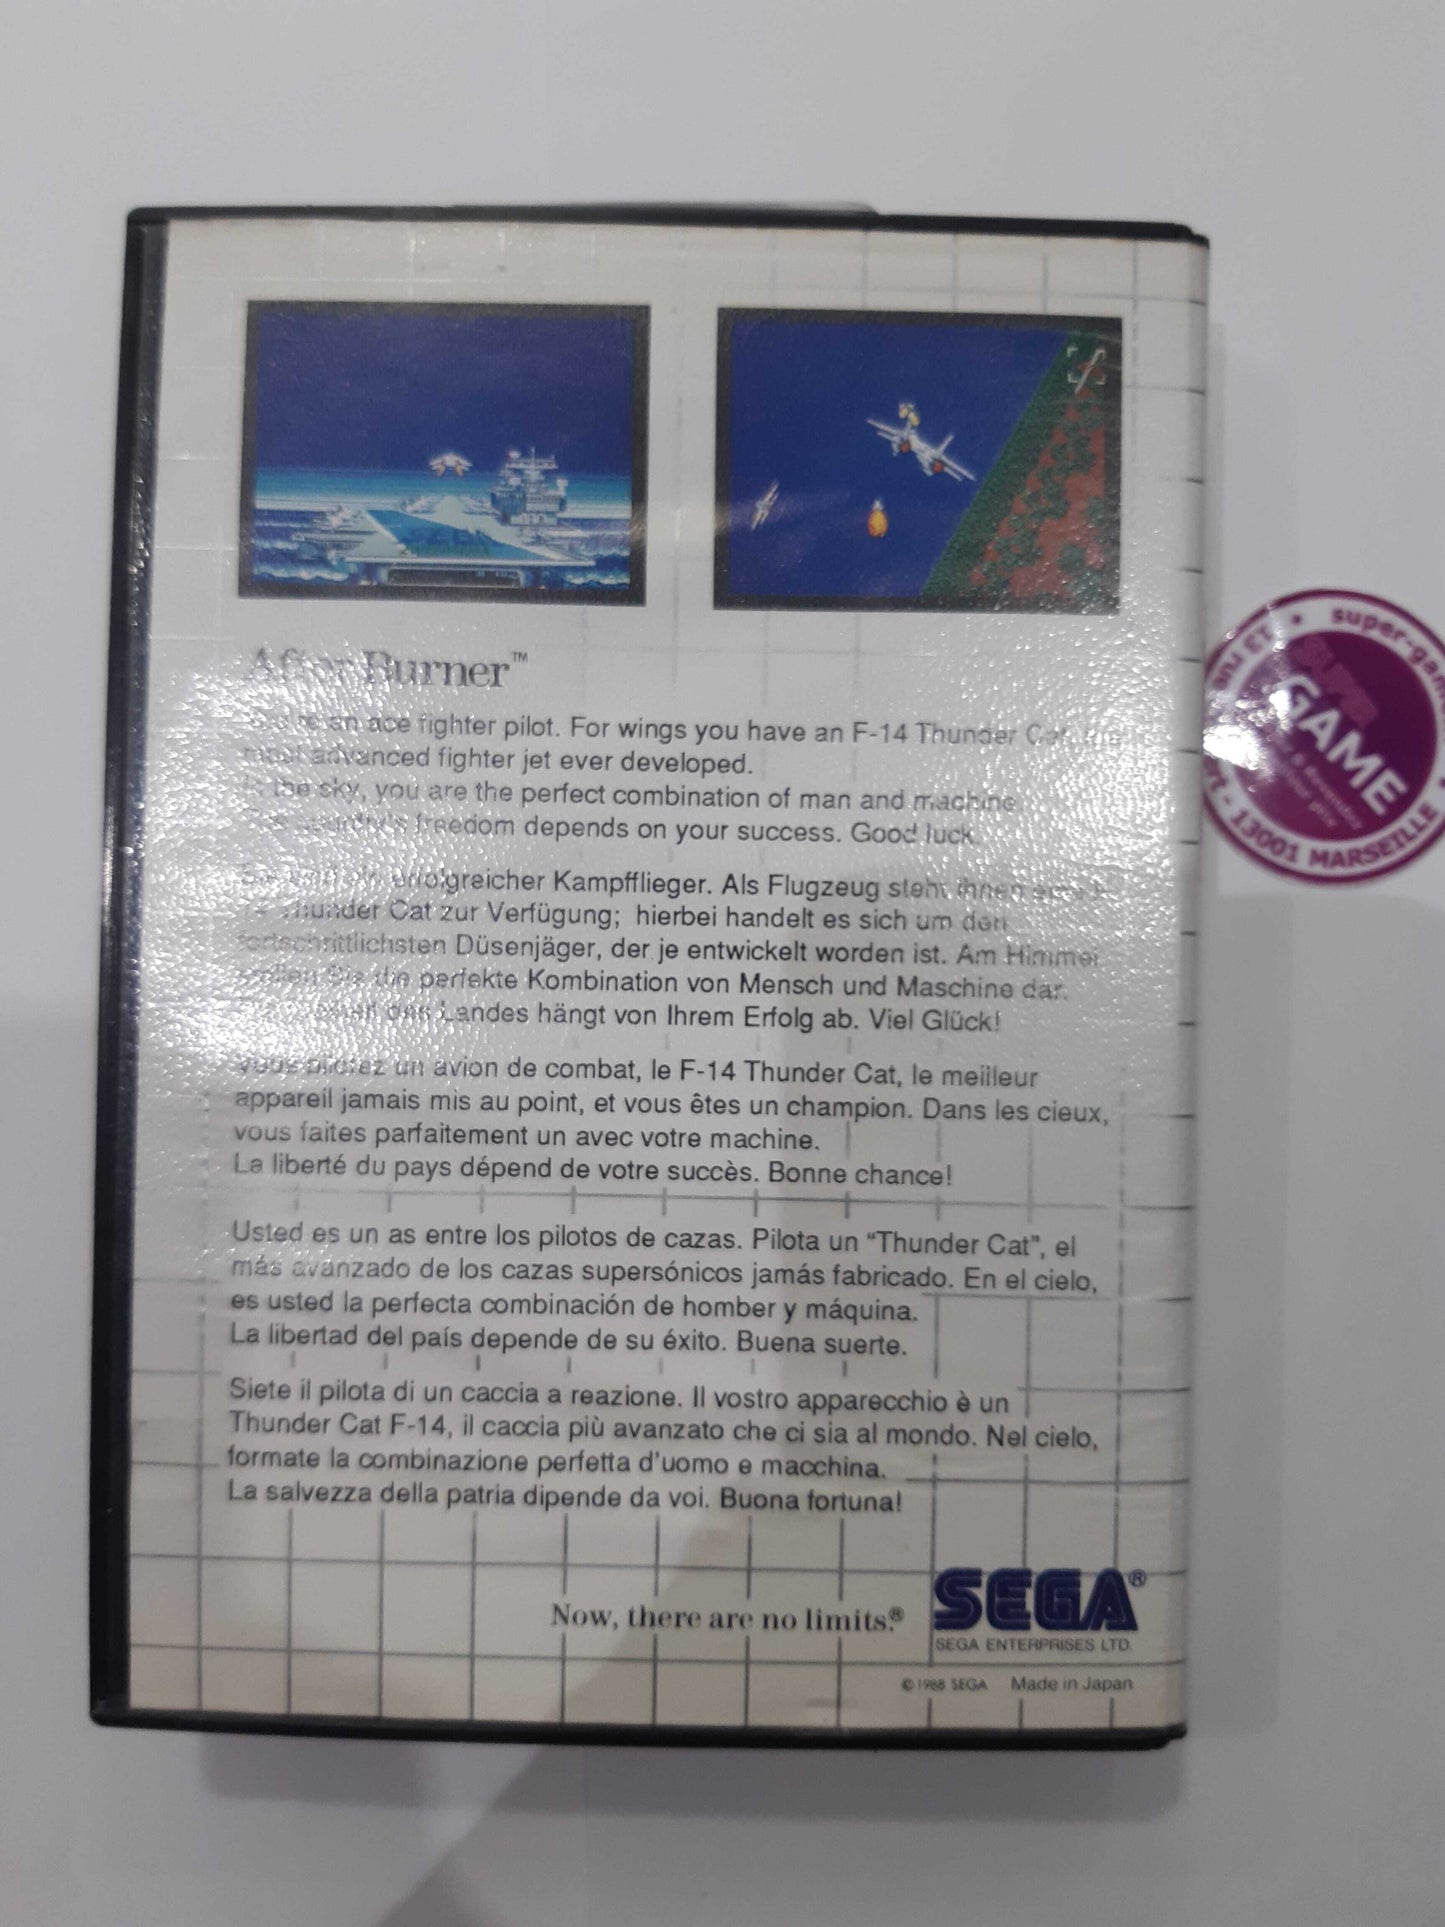 After Burner™
an ace fighter pilot. For wings you have an F-14 Thunder
most advanced fighter jet ever developed.
the sky, you are the perfect combination of man and machine.
country's freedom depends on your success. Good luck.
erfolgreicher Kampfflieger. Als Flugzeug steht Ihnen
Thunder Cat zur Verfügung; hierbei handelt es sich um den
fortschrittlichsten Düsenjäger, der je entwickelt worden ist. Am Himmel
Sie die perfekte Kombination von Mensch und Maschine dar.
des Landes hängt von Ihrem Erfolg ab. Viel Glück!
Vous pilotez un avion de combat, le F-14 Thunder Cat, le meilleur
appareil jamais mis au point, et vous êtes un champion. Dans les cieux,
vous faites parfaitement un avec votre machine.
La liberté du pays dépend de votre succès. Bonne chance!
Usted es un as entre los pilotos de cazas. Pilota un “Thunder Cat”, el
más avanzado de los cazas supersónicos jamás fabricado. En el cielo,
es usted la perfecta combinación de homber y máquina.
La libertad del país depende de su éxito. Buena suerte.
Siete il pilota di un caccia a reazione. Il vostro apparecchio è un
Thunder Cat F-14, il caccia più avanzato che ci sia al mondo. Nel cielo,
formate la combinazione perfetta d'uomo e macchina.
La salvezza della patria dipende da voi. Buona fortuna!
Now, there are no limits.®
SEGA®
SEGA ENTERPRISES LTD.
© 1988 SEGA Made in Japan
super-gam
SUPER
GAME
13001 MARSEILLE